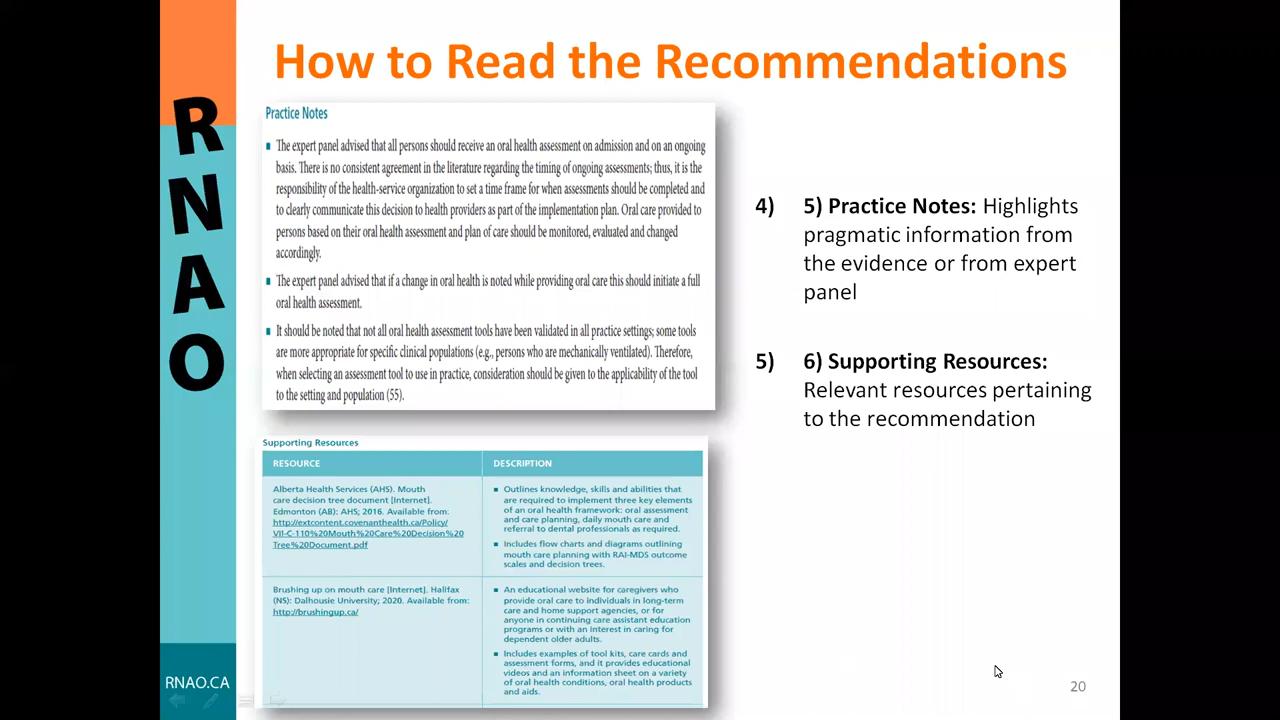 How to Read the Recommendations
R
N
A
O
RNAO.CA
Practice Notes
■ The expert panel advised that all persons should receive an oral health assessment on admission and on an ongoing
basis. There is no consistent agreement in the literature regarding the timing of ongoing assessments; thus, it is the
responsibility of the health-service organization to set a time frame for when assessments should be completed and
to clearly communicate this decision to health providers as part of the implementation plan. Oral care provided to
persons based on their oral health assessment and plan of care should be monitored, evaluated and changed
accordingly.
■ The expert panel advised that if a change in oral health is noted while providing oral care this should initiate a full
oral health assessment.
■ It should be noted that not all oral health assessment tools have been validated in all practice settings; some tools
are more appropriate for specific clinical populations (e.g., persons who are mechanically ventilated). Therefore,
when selecting an assessment tool to use in practice, consideration should be given to the applicability of the tool
to the setting and population (55).
Supporting Resources
RESOURCE
DESCRIPTION
Alberta Health Services (AHS). Mouth
care decision tree document [Internet].
Edmonton (AB): AHS; 2016. Available from:
http://extcontent.covenanthealth.ca/Policy/
VII-C-110%20Mouth%20Care%20Decision%20
Tree%20Document.pdf
■ Outlines knowledge, skills and abilities that
are required to implement three key elements
of an oral health framework: oral assessment
and care planning, daily mouth care and
referral to dental professionals as required.
■ Includes flow charts and diagrams outlining
mouth care planning with RAI-MDS outcome
scales and decision trees.
Brushing up on mouth care [Internet]. Halifax
(NS): Dalhousie University; 2020. Available from:
http://brushingup.ca/
■ An educational website for caregivers who
provide oral care to individuals in long-term
care and home support agencies, or for
anyone in continuing care assistant education
programs or with an interest in caring for
dependent older adults.
■ Includes examples of tool kits, care cards and
assessment forms, and it provides educational
videos and an information sheet on a variety
of oral health conditions, oral health products
and aids.
4) 5) Practice Notes: Highlights
pragmatic information from
the evidence or from expert
panel
5) 6) Supporting Resources:
Relevant resources pertaining
to the recommendation
20